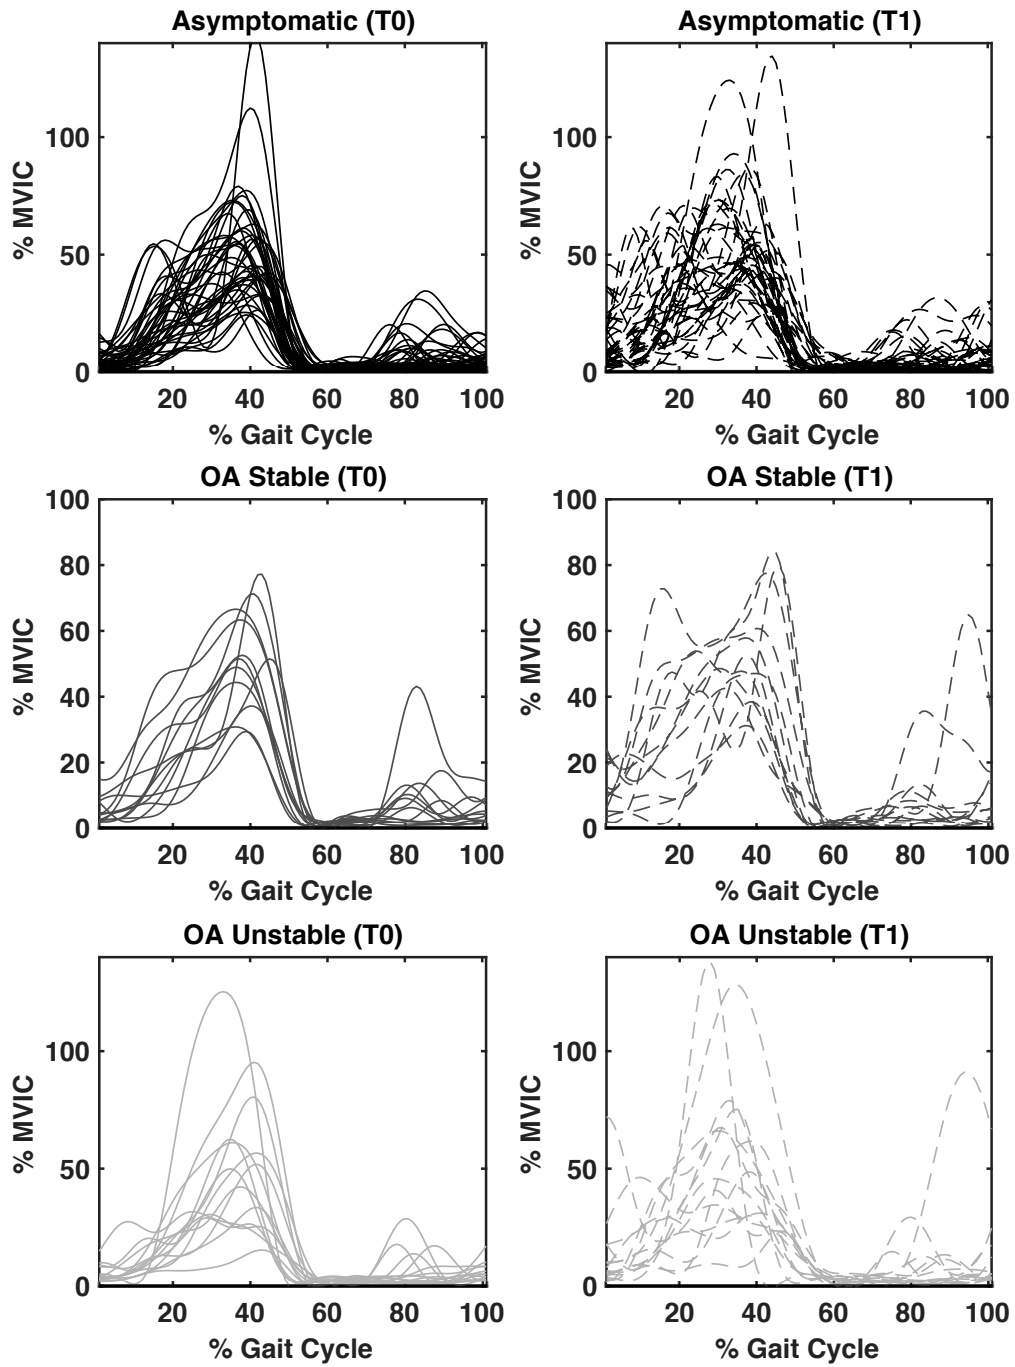 Asymptomatic (T0)
Asymptomatic (T1)
% MVIC
100
50
0
20 40 60 80 100
% Gait Cycle
% MVIC
100
50
0
20 40 60 80 100
% Gait Cycle
OA Stable (T0)
OA Stable (T1)
% MVIC
100
80
60
40
20
0
20 40 60 80 100
% Gait Cycle
% MVIC
100
80
60
40
20
0
20 40 60 80 100
% Gait Cycle
OA Unstable (T0)
OA Unstable (T1)
% MVIC
100
50
0
20 40 60 80 100
% Gait Cycle
% MVIC
100
50
0
20 40 60 80 100
% Gait Cycle